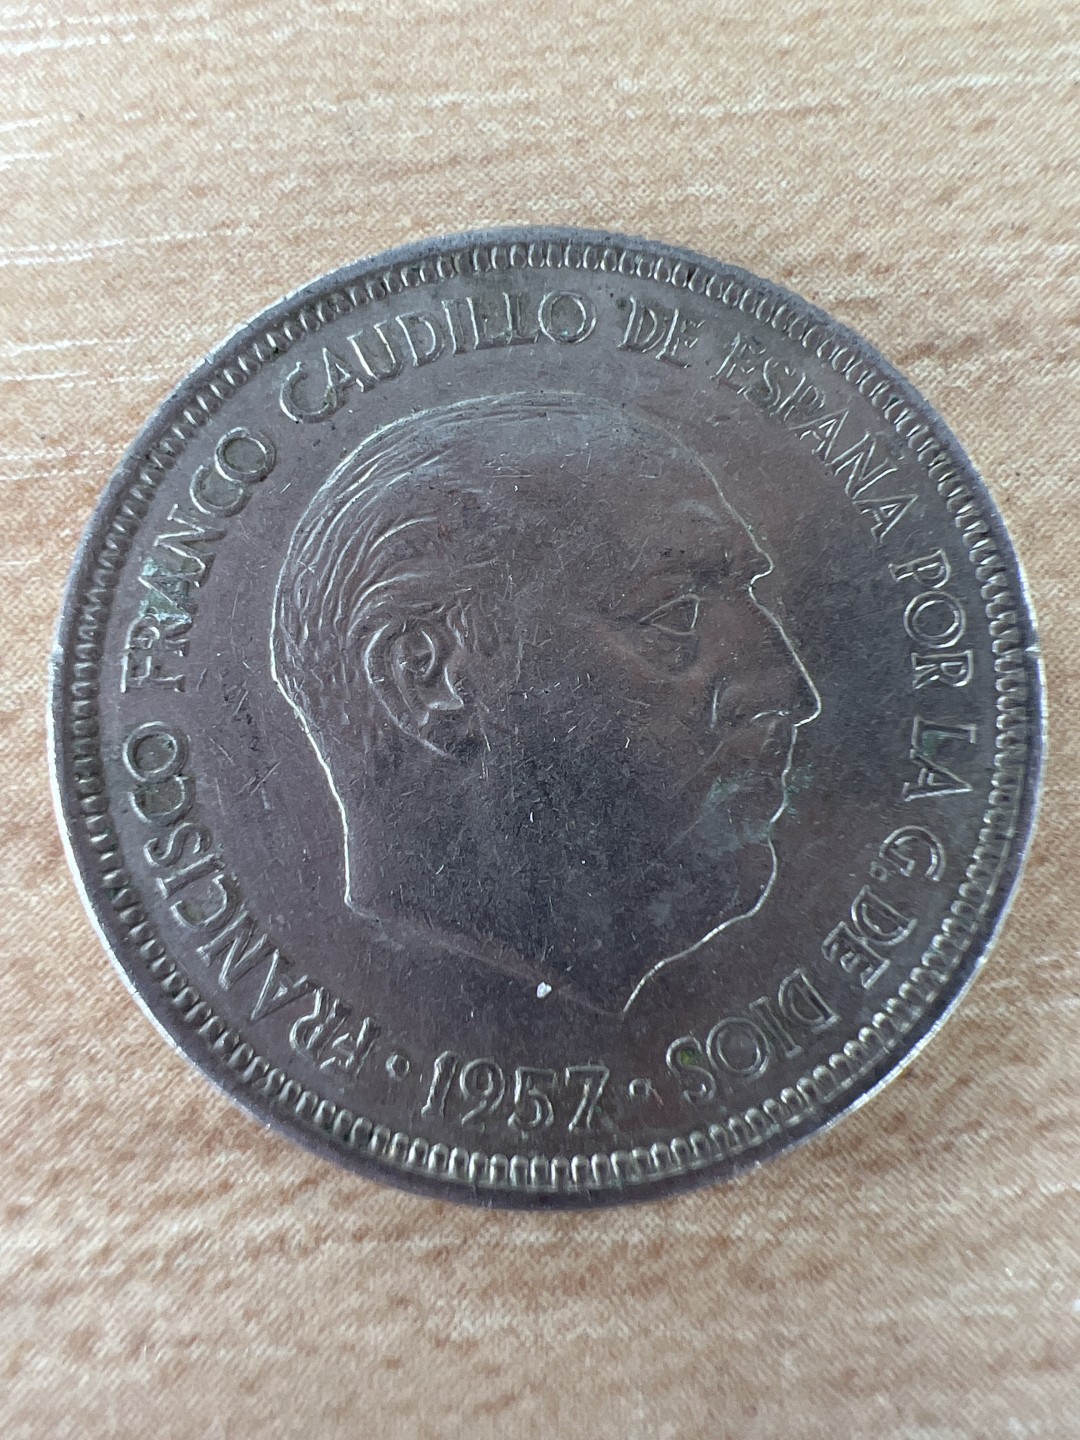 FRANCISCO FRANCO CAUDILLO DE ESPAÑA POR LA G. DE DIOS
• 1957 •